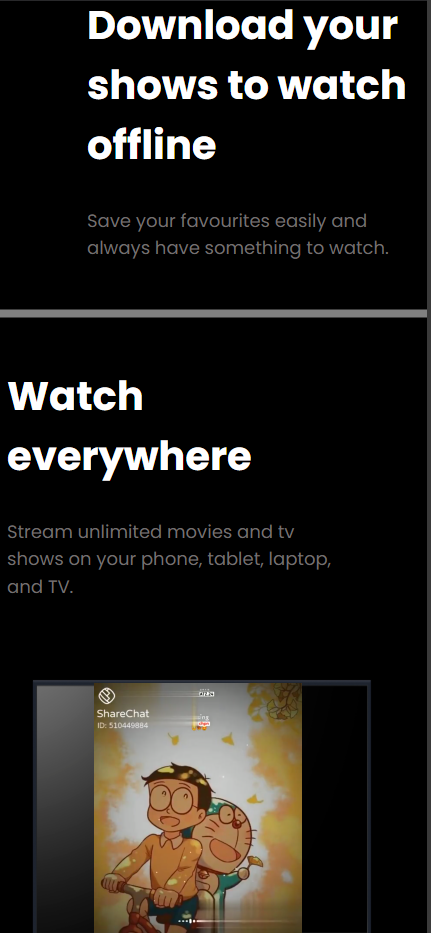 Download your
shows to watch
offline
Save your favourites easily and
always have something to watch.
Watch
everywhere
Stream unlimited movies and tv
shows on your phone, tablet, laptop,
and TV.
ShareChat
ID: 510449884